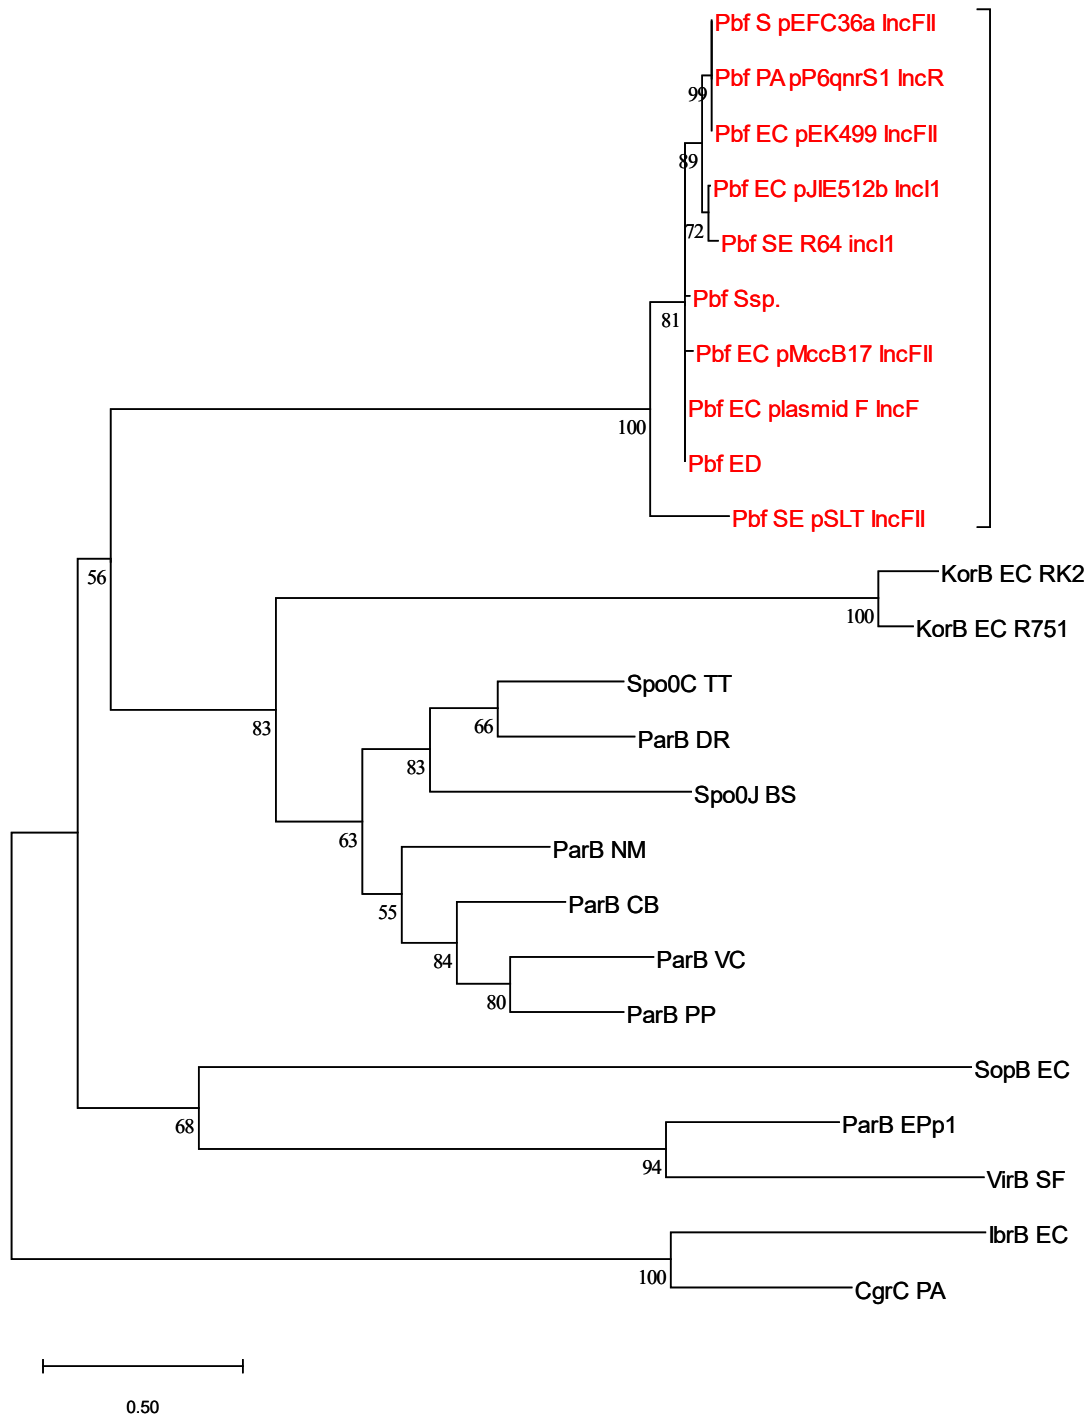 Pbf S pEFC36a IncFII
Pbf PA pP6qnrS1 IncR
99
Pbf EC pEK499 IncFII
89
Pbf EC pJIE512b IncI1
72
Pbf SE R64 incI1
Pbf Ssp.
81
Pbf EC pMccB17 IncFII
Pbf EC plasmid F IncF
100
Pbf ED
Pbf SE pSLT IncFII
56
KorB EC RK2
100
KorB EC R751
Spo0C TT
83
66
ParB DR
83
Spo0J BS
63
ParB NM
55
ParB CB
84
ParB VC
80
ParB PP
SopB EC
68
ParB EPp1
94
VirB SF
IbrB EC
100
CgrC PA
0.50